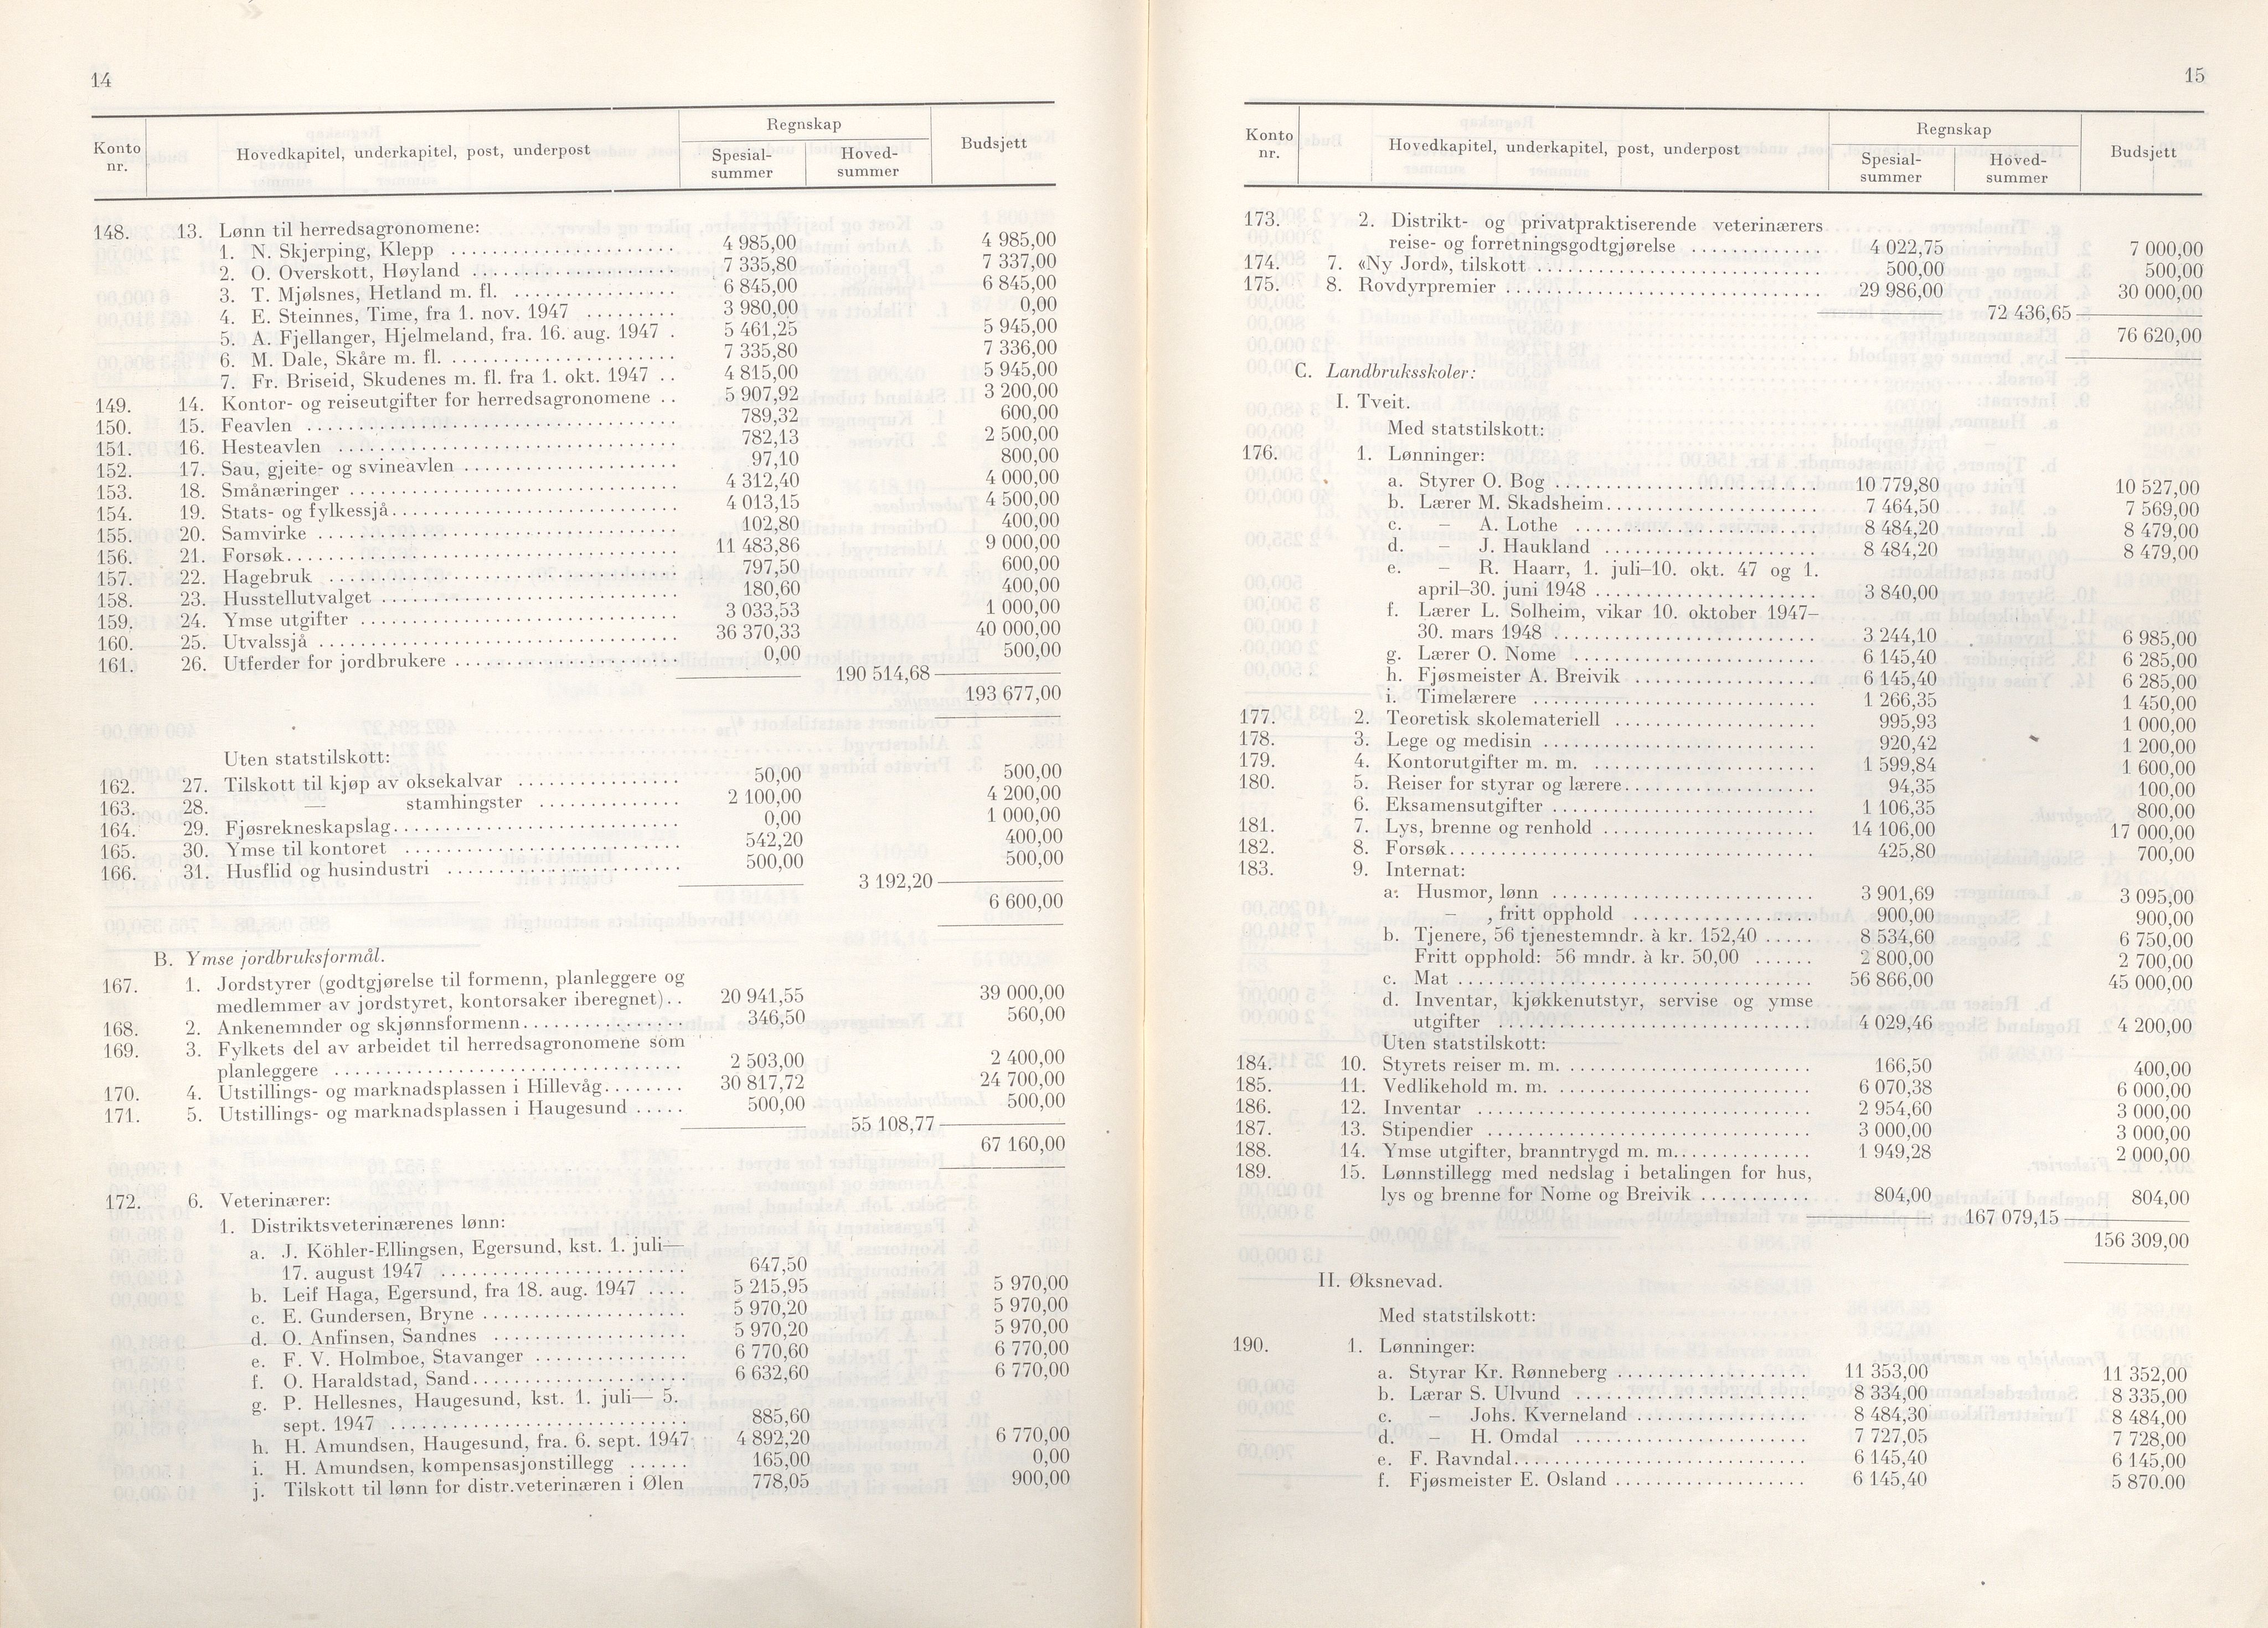 14
Konto nr. Hovedkapitel, underkapitel, post, underpost Regnskap Spesial-summer Hoved-summer Budsjett
148. 13. Lønn til herredsagronomene:
1. N. Skjerping, Klepp 4 985,00 4 985,00
2. O. Overskott, Høyland 7 335,80 7 337,00
3. T. Mjølsnes, Hetland m. fl. 6 845,00 6 845,00
4. E. Steinnes, Time, fra 1. nov. 1947 3 980,00 0,00
5. A. Fjellanger, Hjelmeland, fra. 16. aug. 1947 5 461,25 5 945,00
6. M. Dale, Skåre m. fl. 7 335,80 7 336,00
7. Fr. Briseid, Skudenes m. fl. fra 1. okt. 1947 4 815,00 5 945,00
149. 14. Kontor- og reiseutgifter for herredsagronomene 5 907,92 3 200,00
150. 15. Feavlen 789,32 600,00
151. 16. Hesteavlen 782,13 2 500,00
152. 17. Sau, gjeite- og svineavlen 97,10 800,00
153. 18. Smånæringer 4 312,40 4 000,00
154. 19. Stats- og fylkessjå 4 013,15 4 500,00
155. 20. Samvirke 102,80 400,00
156. 21. Forsøk 11 483,86 9 000,00
157. 22. Hagebruk 797,50 600,00
158. 23. Husstellutvalget 180,60 400,00
159. 24. Ymse utgifter 3 033,53 1 000,00
160. 25. Utvalssjå 36 370,33 40 000,00
161. 26. Utferder for jordbrukere 0,00 500,00
190 514,68
193 677,00
Uten statstilskott:
162. 27. Tilskott til kjøp av oksekalvar 50,00 500,00
163. 28. — stamhingster 2 100,00 4 200,00
164. 29. Fjøsrekneskapslag 0,00 1 000,00
165. 30. Ymse til kontoret 542,20 400,00
166. 31. Husflid og husindustri 500,00 500,00
3 192,20
6 600,00
B. Ymse jordbruksformål.
167. 1. Jordstyrer (godtgjørelse til formenn, planleggere og
medlemmer av jordstyret, kontorsaker iberegnet) 20 941,55 39 000,00
168. 2. Ankenemnder og skjønnsformenn 346,50 560,00
169. 3. Fylkets del av arbeidet til herredsagronomene som
planleggere 2 503,00 2 400,00
170. 4. Utstillings- og marknadsplassen i Hillevåg 30 817,72 24 700,00
171. 5. Utstillings- og marknadsplassen i Haugesund 500,00 500,00
55 108,77
67 160,00
172. 6. Veterinærer:
1. Distriktsveterinærenes lønn:
a. J. Köhler-Ellingsen, Egersund, kst. 1. juli—
17. august 1947 647,50
b. Leif Haga, Egersund, fra 18. aug. 1947 5 215,95 5 970,00
c. E. Gundersen, Bryne 5 970,20 5 970,00
d. O. Anfinsen, Sandnes 5 970,20 5 970,00
e. F. V. Holmboe, Stavanger 6 770,60 6 770,00
f. O. Haraldstad, Sand 6 632,60 6 770,00
g. P. Hellesnes, Haugesund, kst. 1. juli— 5.
sept. 1947 885,60
h. H. Amundsen, Haugesund, fra. 6. sept. 1947 4 892,20 6 770,00
i. H. Amundsen, kompensasjonstillegg 165,00 0,00
j. Tilskott til lønn for distr.veterinæren i Ølen 778,05 900,00
15
Konto nr. Hovedkapitel, underkapitel, post, underpost Regnskap Spesial-summer Hoved-summer Budsjett
173. 2. Distrikt- og privatpraktiserende veterinærers
reise- og forretningsgodtgjørelse 4 022,75 7 000,00
174. 7. «Ny Jord», tilskott 500,00 500,00
175. 8. Rovdyrpremier 29 986,00 30 000,00
72 436,65
76 620,00
C. Landbruksskoler:
I. Tveit.
Med statstilskott:
176. 1. Lønninger:
a. Styrer O. Bog 10 779,80 10 527,00
b. Lærer M. Skadsheim 7 464,50 7 569,00
c. — A. Lothe 8 484,20 8 479,00
d. — J. Haukland 8 484,20 8 479,00
e. — R. Haarr, 1. juli–10. okt. 47 og 1.
april–30. juni 1948 3 840,00
f. Lærer L. Solheim, vikar 10. oktober 1947–
30. mars 1948 3 244,10 6 985,00
g. Lærer O. Nome 6 145,40 6 285,00
h. Fjøsmeister A. Breivik 6 145,40 6 285,00
i. Timelærere 1 266,35 1 450,00
177. 2. Teoretisk skolemateriell 995,93 1 000,00
178. 3. Lege og medisin 920,42 1 200,00
179. 4. Kontorutgifter m. m. 1 599,84 1 600,00
180. 5. Reiser for styrar og lærere 94,35 100,00
6. Eksamensutgifter 1 106,35 800,00
181. 7. Lys, brenne og renhold 14 106,00 17 000,00
182. 8. Forsøk 425,80 700,00
183. 9. Internat:
a. Husmor, lønn 3 901,69 3 095,00
— , fritt opphold 900,00 900,00
b. Tjenere, 56 tjenestemndr. à kr. 152,40 8 534,60 6 750,00
Fritt opphold: 56 mndr. à kr. 50,00 2 800,00 2 700,00
c. Mat 56 866,00 45 000,00
d. Inventar, kjøkkenutstyr, servise og ymse
utgifter 4 029,46 4 200,00
Uten statstilskott:
184. 10. Styrets reiser m. m. 166,50 400,00
185. 11. Vedlikehold m. m. 6 070,38 6 000,00
186. 12. Inventar 2 954,60 3 000,00
187. 13. Stipendier 3 000,00 3 000,00
188. 14. Ymse utgifter, branntrygd m. m. 1 949,28 2 000,00
189. 15. Lønnstillegg med nedslag i betalingen for hus,
lys og brenne for Nome og Breivik 804,00 804,00
167 079,15
156 309,00
II. Øksnevad.
Med statstilskott:
190. 1. Lønninger:
a. Styrar Kr. Rønneberg 11 353,00 11 352,00
b. Lærar S. Ulvund 8 334,00 8 335,00
c. — Johs. Kverneland 8 484,30 8 484,00
d. — H. Omdal 7 727,05 7 728,00
e. F. Ravndal 6 145,40 6 145,00
f. Fjøsmeister E. Osland 6 145,40 5 870.00